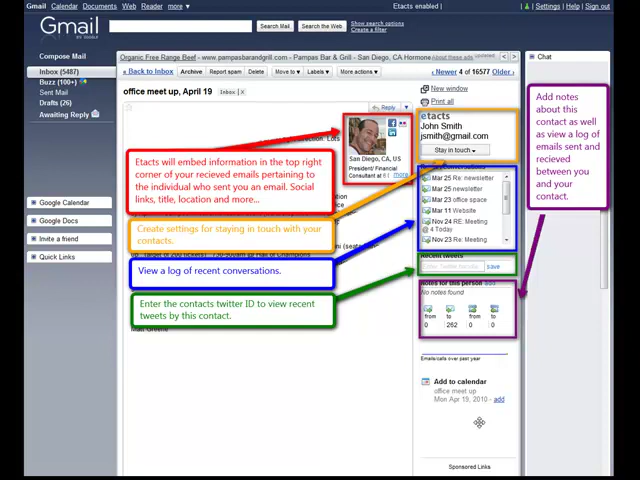 Gmail Calendar Documents Web Reader more ▼
Etacts enabled | Settings | Help | Sign out
Gmail
Search Mail Search the Web Show search options
Create a filter
Compose Mail
Inbox (5487)
Buzz (100+)
Sent Mail
Drafts (26)
Awaiting Reply
Google Calendar
Google Docs
Invite a friend
Quick Links
Organic Free Range Beef - www.pampasbarandgrill.com - Pampas Bar & Grill - San Diego, CA Hormone About these ads < >
« Back to Inbox Archive Report spam Delete Move to ▼ Labels ▼ More actions ▼ ‹ Newer 4 of 16577 Older ›
office meet up, April 19 Inbox X
Reply ▼
Lots
San Diego, CA, US
President/ Financial
Consultant at more
Etacts will embed information in the top right
corner of your recieved emails pertaining to
the individual who sent you an email. Social
links, title, location and more...
Create settings for staying in touch with your
contacts.
View a log of recent conversations.
Enter the contacts twitter ID to view recent
tweets by this contact.
Matt Greene
New window
Print all
etacts
John Smith
jsmith@gmail.com
Stay in touch
Mar 25 Re: newsletter
Mar 25 newsletter
Mar 23 office space
Mar 11 Website
Nov 24 RE: Meeting
@ 4 Today
Nov 23 Re: Meeting
Recent tweets
save
Notes for this person add
No notes found
from to from to
0 262 0 0
Emails/calls over past year
Add to calendar
office meet up
Mon Apr 19, 2010 - add
Sponsored Links
Chat
Add notes
about this
contact as well
as view a log of
emails sent and
recieved
between you
and your
contact.